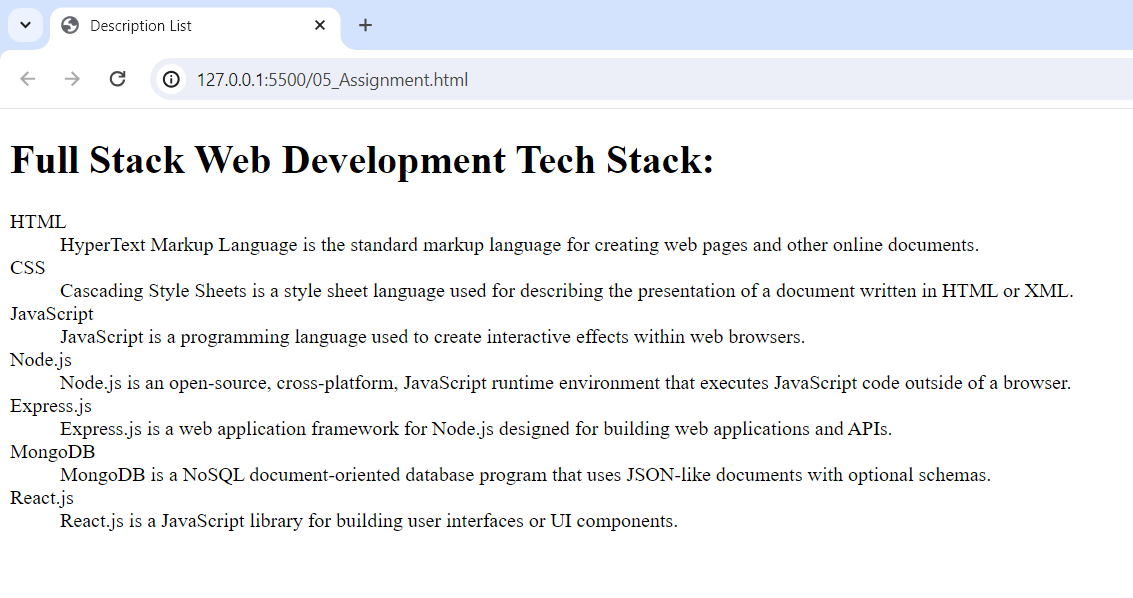 Description List
127.0.0.1:5500/05_Assignment.html
Full Stack Web Development Tech Stack:
HTML
HyperText Markup Language is the standard markup language for creating web pages and other online documents.
CSS
Cascading Style Sheets is a style sheet language used for describing the presentation of a document written in HTML or XML.
JavaScript
JavaScript is a programming language used to create interactive effects within web browsers.
Node.js
Node.js is an open-source, cross-platform, JavaScript runtime environment that executes JavaScript code outside of a browser.
Express.js
Express.js is a web application framework for Node.js designed for building web applications and APIs.
MongoDB
MongoDB is a NoSQL document-oriented database program that uses JSON-like documents with optional schemas.
React.js
React.js is a JavaScript library for building user interfaces or UI components.